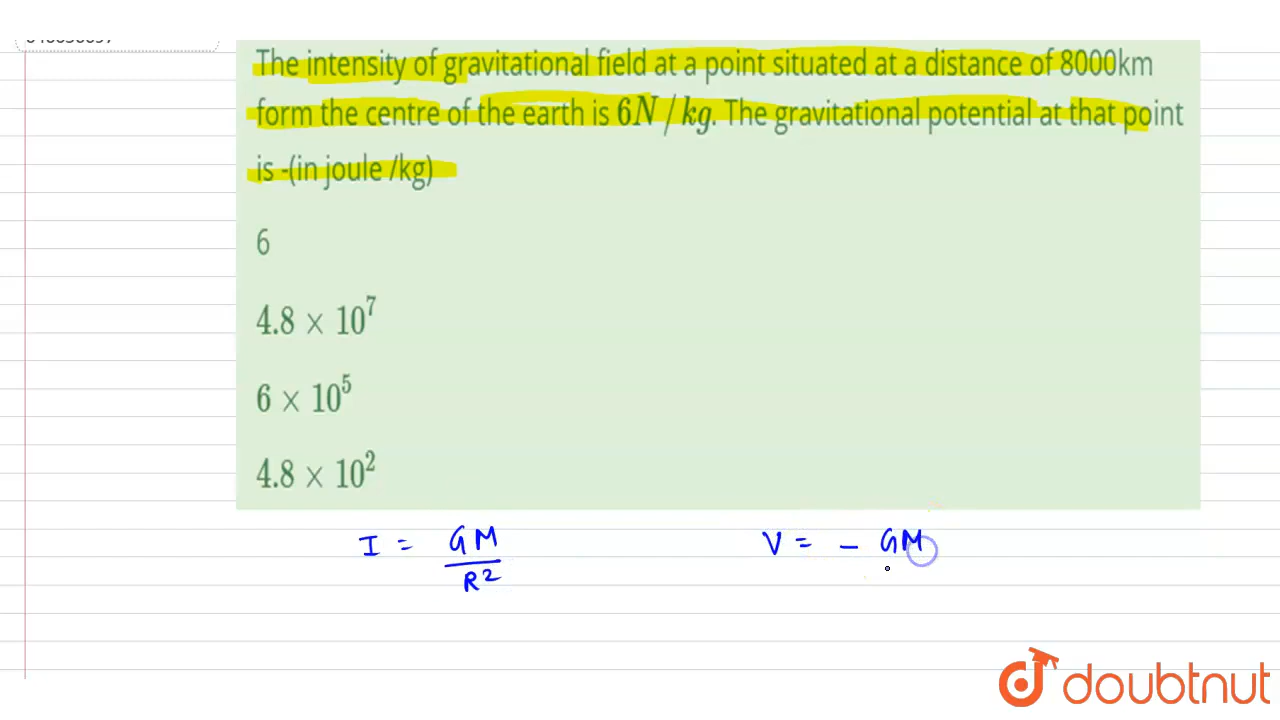 The intensity of gravitational field at a point situated at a distance of 8000km
form the centre of the earth is 6N/kg. The gravitational potential at that point
is -(in joule /kg)
6
4.8 × 10^7
6 × 10^5
4.8 × 10^2
I = GM/R^2 V = - GM
doubtnut